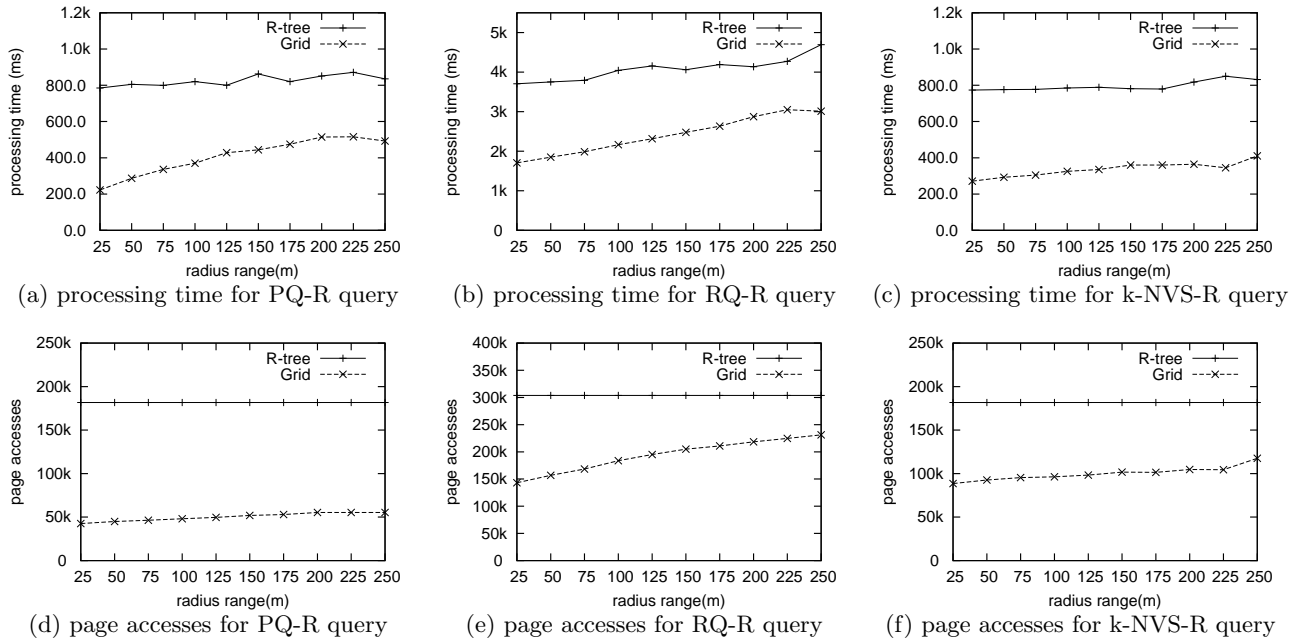 1.2k
1.0k
800.0
600.0
400.0
200.0
0.0
processing time (ms)
R-tree
Grid
25 50 75 100 125 150 175 200 225 250
radius range(m)
(a) processing time for PQ-R query
5k
4k
3k
2k
1k
0.0
processing time (ms)
R-tree
Grid
25 50 75 100 125 150 175 200 225 250
radius range(m)
(b) processing time for RQ-R query
1.2k
1.0k
800.0
600.0
400.0
200.0
0.0
processing time (ms)
R-tree
Grid
25 50 75 100 125 150 175 200 225 250
radius range(m)
(c) processing time for k-NVS-R query
250k
200k
150k
100k
50k
0
page accesses
R-tree
Grid
25 50 75 100 125 150 175 200 225 250
radius range(m)
(d) page accesses for PQ-R query
400k
350k
300k
250k
200k
150k
100k
50k
0
page accesses
R-tree
Grid
25 50 75 100 125 150 175 200 225 250
radius range(m)
(e) page accesses for RQ-R query
250k
200k
150k
100k
50k
0
page accesses
R-tree
Grid
25 50 75 100 125 150 175 200 225 250
radius range(m)
(f) page accesses for k-NVS-R query